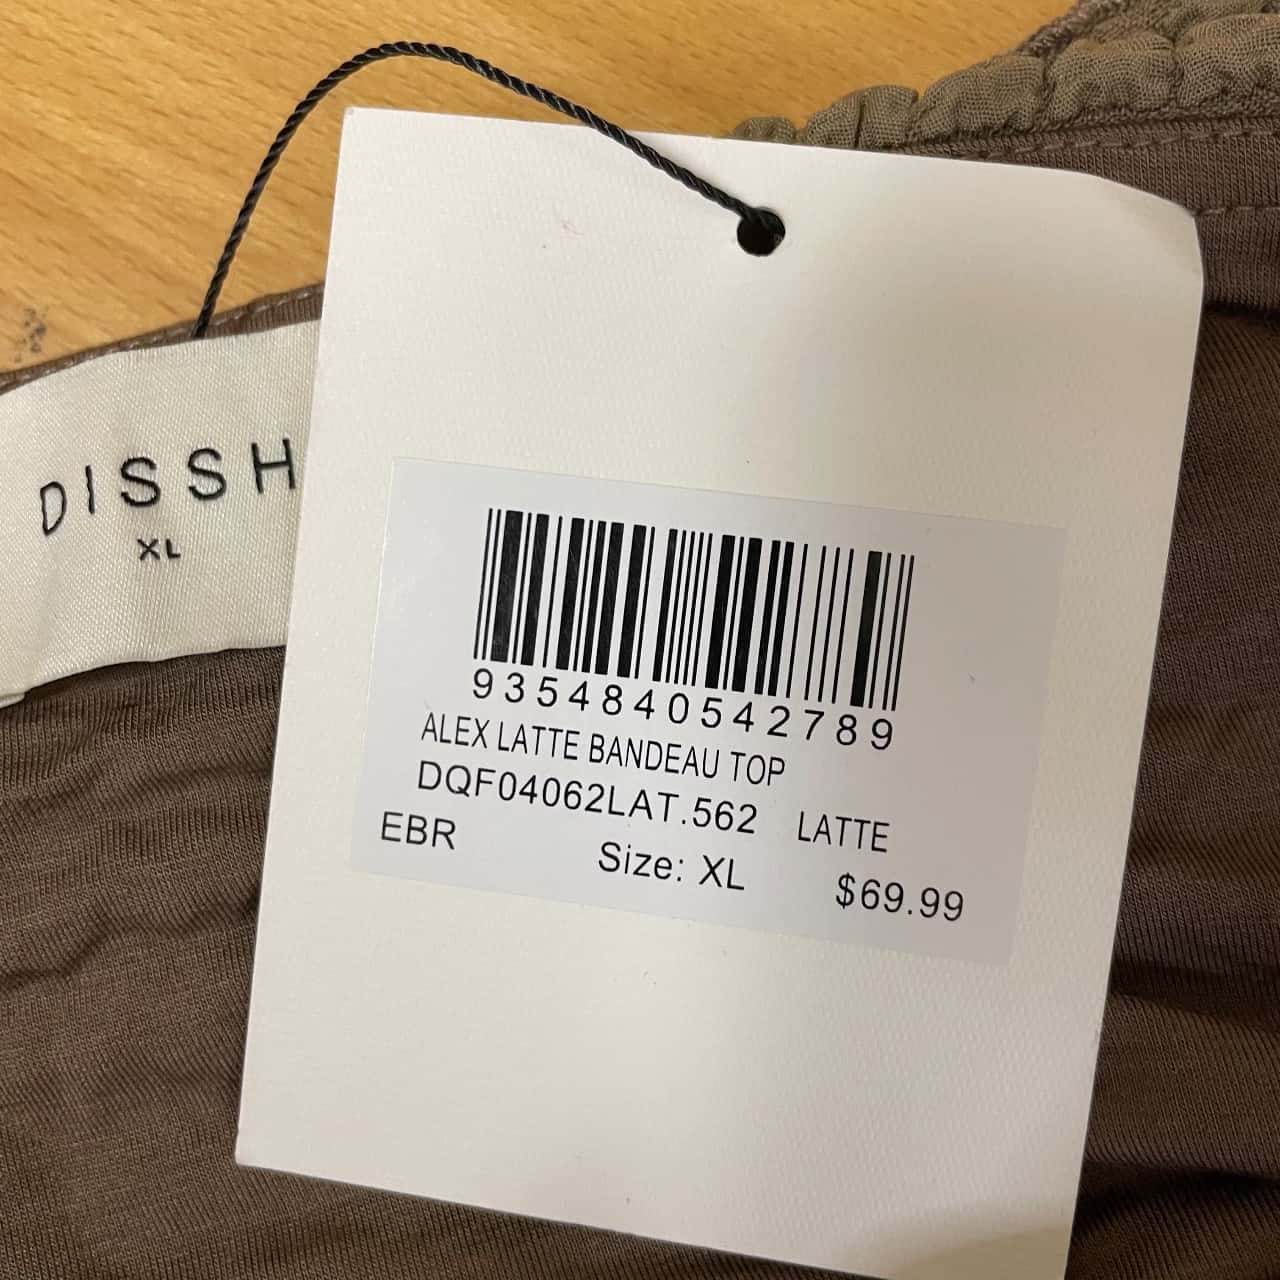 DISSH
XL
9354840542789
ALEX LATTE BANDEAU TOP
DQF04062LAT.562 LATTE
EBR Size: XL $69.99